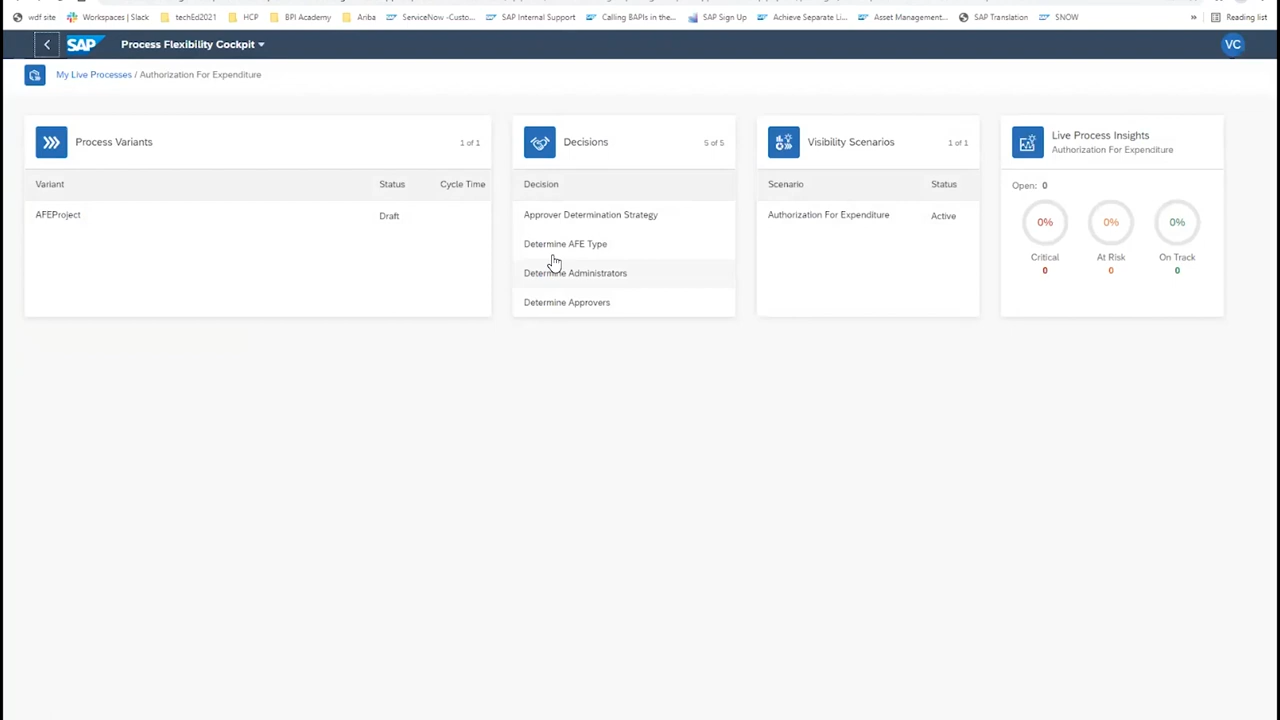 wdf site
Workspaces | Slack
techEd2021
HCP
BPI Academy
Ariba
ServiceNow -Custo...
SAP Internal Support
Calling BAPIs in the...
SAP Sign Up
Achieve Separate Li...
Asset Management...
SAP Translation
SNOW
»
Reading list
SAP
Process Flexibility Cockpit
VC
My Live Processes / Authorization For Expenditure
Process Variants
1 of 1
Variant
Status
Cycle Time
AFEProject
Draft
Decisions
5 of 5
Decision
Approver Determination Strategy
Determine AFE Type
Determine Administrators
Determine Approvers
Visibility Scenarios
1 of 1
Scenario
Status
Authorization For Expenditure
Active
Live Process Insights
Authorization For Expenditure
Open: 0
0%
0%
0%
Critical
At Risk
On Track
0
0
0